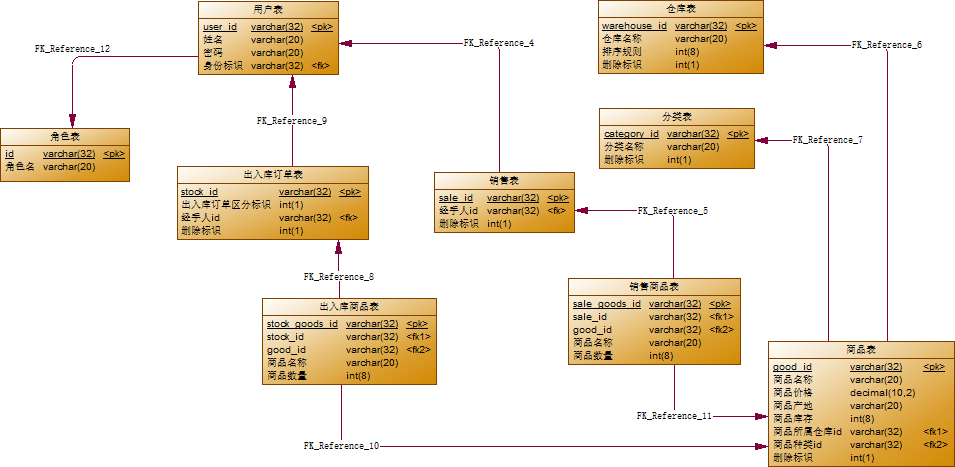 用户表
user_id varchar(32) <pk>
姓名 varchar(20)
密码 varchar(20)
身份标识 varchar(32) <fk>
仓库表
warehouse_id varchar(32) <pk>
仓库名称 varchar(20)
排序规则 int(8)
删除标识 int(1)
FK_Reference_12
FK_Reference_4
FK_Reference_6
角色表
id varchar(32) <pk>
角色名 varchar(20)
FK_Reference_9
分类表
category_id varchar(32) <pk>
分类名称 varchar(20)
删除标识 int(1)
FK_Reference_7
出入库订单表
stock_id varchar(32) <pk>
出入库订单区分标识 int(1)
经手人id varchar(32) <fk>
删除标识 int(1)
销售表
sale_id varchar(32) <pk>
经手人id varchar(32) <fk>
删除标识 int(1)
FK_Reference_5
FK_Reference_8
出入库商品表
stock_goods_id varchar(32) <pk>
stock_id varchar(32) <fk1>
good_id varchar(32) <fk2>
商品名称 varchar(20)
商品数量 int(8)
销售商品表
sale_goods_id varchar(32) <pk>
sale_id varchar(32) <fk1>
good_id varchar(32) <fk2>
商品名称 varchar(20)
商品数量 int(8)
商品表
good_id varchar(32) <pk>
商品名称 varchar(20)
商品价格 decimal(10,2)
商品产地 varchar(20)
商品库存 int(8)
商品所属仓库id varchar(32) <fk1>
商品种类id varchar(32) <fk2>
删除标识 int(1)
FK_Reference_11
FK_Reference_10